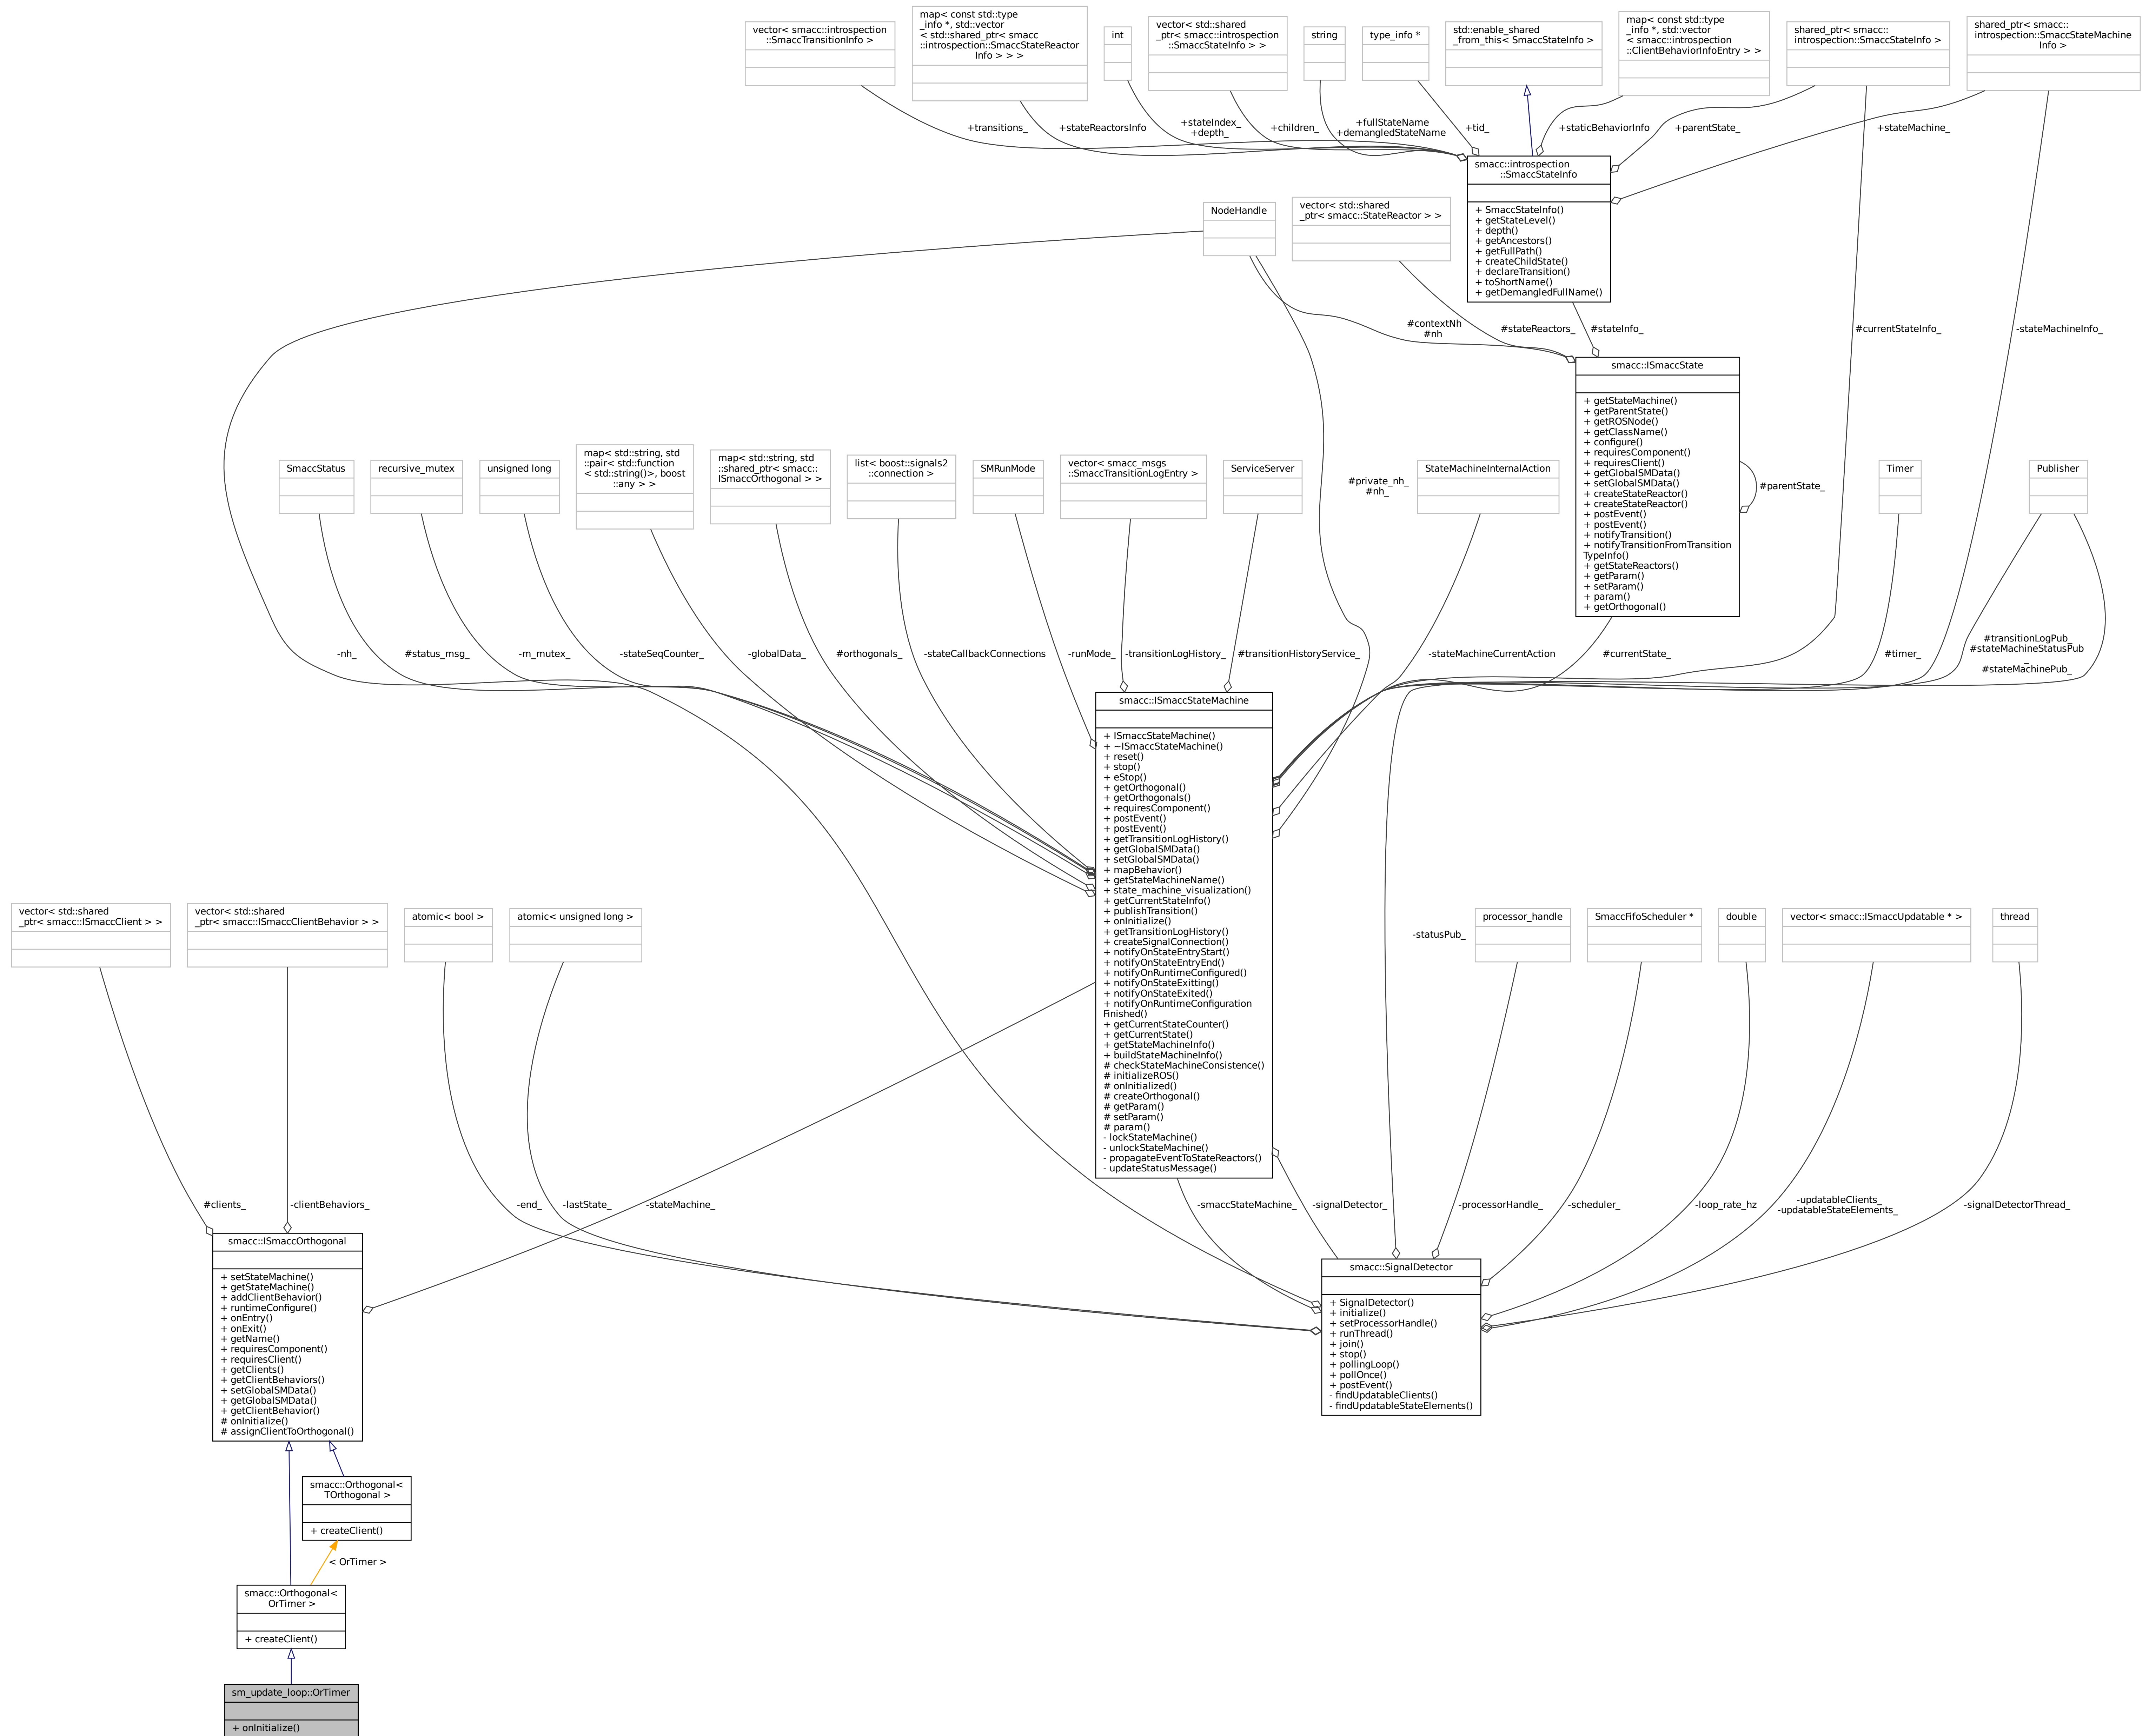 vector< smacc::introspection
::SmaccTransitionInfo >
map< const std::type
_info *, std::vector
< std::shared_ptr< smacc
::introspection::SmaccStateReactor
Info > > >
int
vector< std::shared
_ptr< smacc::introspection
::SmaccStateInfo > >
string
type_info *
std::enable_shared
_from_this< SmaccStateInfo >
map< const std::type
_info *, std::vector
< smacc::introspection
::ClientBehaviorInfoEntry > >
shared_ptr< smacc::
introspection::SmaccStateInfo >
shared_ptr< smacc::
introspection::SmaccStateMachine
Info >
+transitions_
+stateReactorsInfo
+stateIndex_
+depth_
+children_
+fullStateName
+demangledStateName
+tid_
+staticBehaviorInfo
+parentState_
+stateMachine_
smacc::introspection
::SmaccStateInfo
+ SmaccStateInfo()
+ getStateLevel()
+ depth()
+ getAncestors()
+ getFullPath()
+ createChildState()
+ declareTransition()
+ toShortName()
+ getDemangledFullName()
NodeHandle
vector< std::shared
_ptr< smacc::StateReactor > >
#contextNh
#nh
#stateReactors_
#stateInfo_
#currentStateInfo_
-stateMachineInfo_
smacc::ISmaccState
+ getStateMachine()
+ getParentState()
+ getROSNode()
+ getClassName()
+ configure()
+ requiresComponent()
+ requiresClient()
+ getGlobalSMData()
+ setGlobalSMData()
+ createStateReactor()
+ createStateReactor()
+ postEvent()
+ postEvent()
+ notifyTransition()
+ notifyTransitionFromTransition
TypeInfo()
+ getStateReactors()
+ getParam()
+ setParam()
+ param()
+ getOrthogonal()
#parentState_
SmaccStatus
recursive_mutex
unsigned long
map< std::string, std
::pair< std::function
< std::string()>, boost
::any > >
map< std::string, std
::shared_ptr< smacc::
ISmaccOrthogonal > >
list< boost::signals2
::connection >
SMRunMode
vector< smacc_msgs
::SmaccTransitionLogEntry >
ServiceServer
#private_nh_
#nh_
StateMachineInternalAction
Timer
Publisher
-nh_
#status_msg_
-m_mutex_
-stateSeqCounter_
-globalData_
#orthogonals_
-stateCallbackConnections
-runMode_
-transitionLogHistory_
#transitionHistoryService_
-stateMachineCurrentAction
#currentState_
#timer_
#transitionLogPub_
#stateMachineStatusPub
_
#stateMachinePub_
smacc::ISmaccStateMachine
+ ISmaccStateMachine()
+ ~ISmaccStateMachine()
+ reset()
+ stop()
+ eStop()
+ getOrthogonal()
+ getOrthogonals()
+ requiresComponent()
+ postEvent()
+ postEvent()
+ getTransitionLogHistory()
+ getGlobalSMData()
+ setGlobalSMData()
+ mapBehavior()
+ getStateMachineName()
+ state_machine_visualization()
+ getCurrentStateInfo()
+ publishTransition()
+ onInitialize()
+ getTransitionLogHistory()
+ createSignalConnection()
+ notifyOnStateEntryStart()
+ notifyOnStateEntryEnd()
+ notifyOnRuntimeConfigured()
+ notifyOnStateExitting()
+ notifyOnStateExited()
+ notifyOnRuntimeConfiguration
Finished()
+ getCurrentStateCounter()
+ getCurrentState()
+ getStateMachineInfo()
+ buildStateMachineInfo()
# checkStateMachineConsistence()
# initializeROS()
# onInitialized()
# createOrthogonal()
# getParam()
# setParam()
# param()
- lockStateMachine()
- unlockStateMachine()
- propagateEventToStateReactors()
- updateStatusMessage()
vector< std::shared
_ptr< smacc::ISmaccClient > >
vector< std::shared
_ptr< smacc::ISmaccClientBehavior > >
atomic< bool >
atomic< unsigned long >
-statusPub_
processor_handle
SmaccFifoScheduler *
double
vector< smacc::ISmaccUpdatable * >
thread
#clients_
-clientBehaviors_
-end_
-lastState_
-stateMachine_
-smaccStateMachine_
-signalDetector_
-processorHandle_
-scheduler_
-loop_rate_hz
-updatableClients_
-updatableStateElements_
-signalDetectorThread_
smacc::ISmaccOrthogonal
+ setStateMachine()
+ getStateMachine()
+ addClientBehavior()
+ runtimeConfigure()
+ onEntry()
+ onExit()
+ getName()
+ requiresComponent()
+ requiresClient()
+ getClients()
+ getClientBehaviors()
+ setGlobalSMData()
+ getGlobalSMData()
+ getClientBehavior()
# onInitialize()
# assignClientToOrthogonal()
smacc::SignalDetector
+ SignalDetector()
+ initialize()
+ setProcessorHandle()
+ runThread()
+ join()
+ stop()
+ pollingLoop()
+ pollOnce()
+ postEvent()
- findUpdatableClients()
- findUpdatableStateElements()
smacc::Orthogonal<
TOrthogonal >
+ createClient()
< OrTimer >
smacc::Orthogonal<
OrTimer >
+ createClient()
sm_update_loop::OrTimer
+ onInitialize()